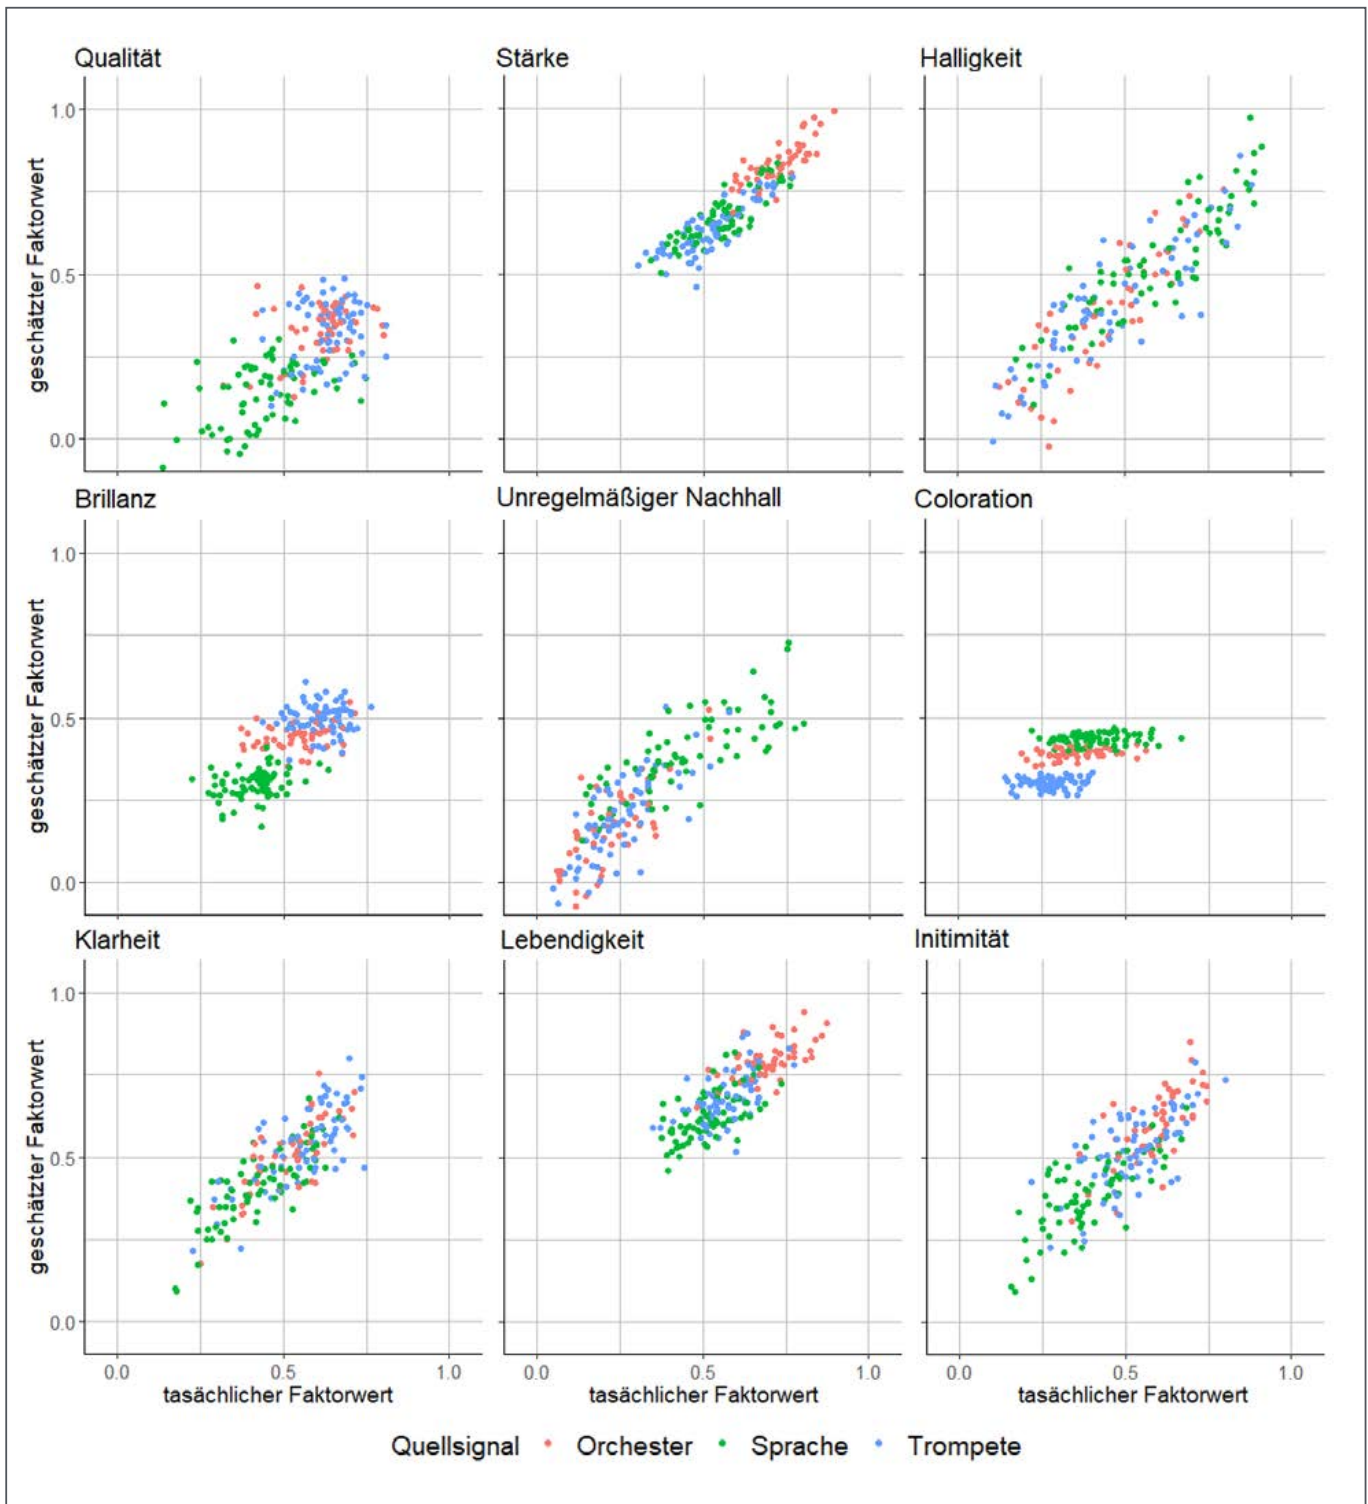 Qualität Stärke Halligkeit
1.0
0.5
0.0
geschätzter Faktorwert
Brillanz Unregelmäßiger Nachhall Coloration
1.0
0.5
0.0
geschätzter Faktorwert
Klarheit Lebendigkeit Initimität
1.0
0.5
0.0
geschätzter Faktorwert
0.0 0.5 1.0 0.0 0.5 1.0 0.0 0.5 1.0
tasächlicher Faktorwert tasächlicher Faktorwert tasächlicher Faktorwert
Quellsignal Orchester Sprache Trompete